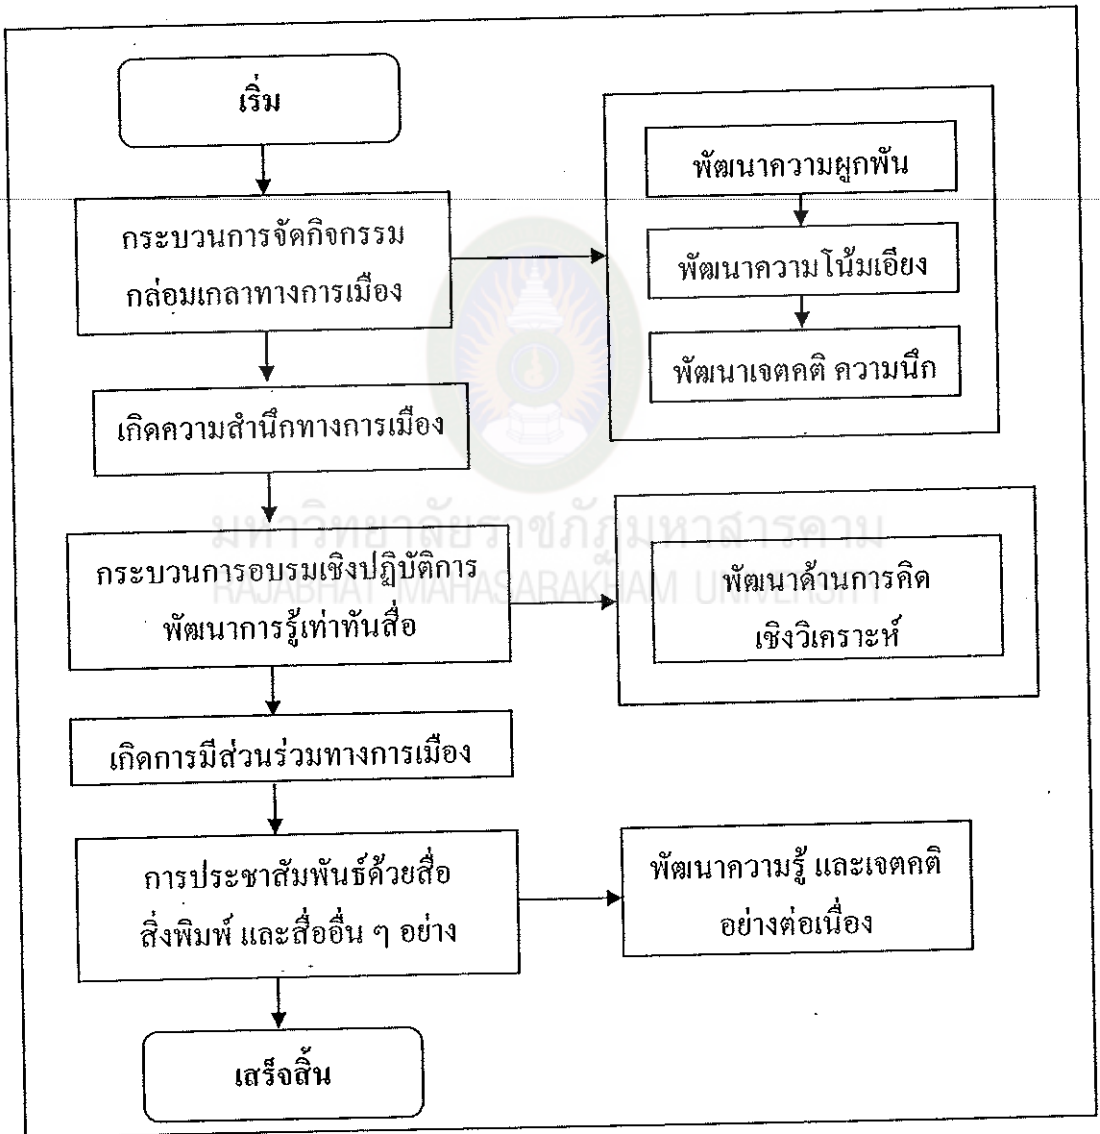 เริ่ม
กระบวนการจัดกิจกรรม
กล่อมเกลาทางการเมือง
พัฒนาความผูกพัน
พัฒนาความโน้มเอียง
พัฒนาเจตคติ ความนึก
เกิดความสำนึกทางการเมือง
มหาวิทยาลัยราชภัฏมหาสารคาม
RAJABHAT MAHASARAKHAM UNIVERSITY
กระบวนการอบรมเชิงปฏิบัติการ
พัฒนาการรู้เท่าทันสื่อ
พัฒนาด้านการคิด
เชิงวิเคราะห์
เกิดการมีส่วนร่วมทางการเมือง
การประชาสัมพันธ์ด้วยสื่อ
สิ่งพิมพ์ และสื่ออื่น ๆ อย่าง
พัฒนาความรู้ และเจตคติ
อย่างต่อเนื่อง
เสร็จสิ้น